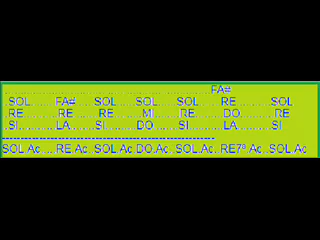 FA#
SOL........FA#......SOL......SOL......SOL.......RE...........SOL
RE...........RE......RE.........MI........RE.........DO...........RE
SI............LA........SI..........DO.......SI...........LA...........SI
------------------------------------------------------
SOL Ac.....RE Ac..SOL Ac DO Ac..SOL Ac..RE7ª Ac..SOL Ac